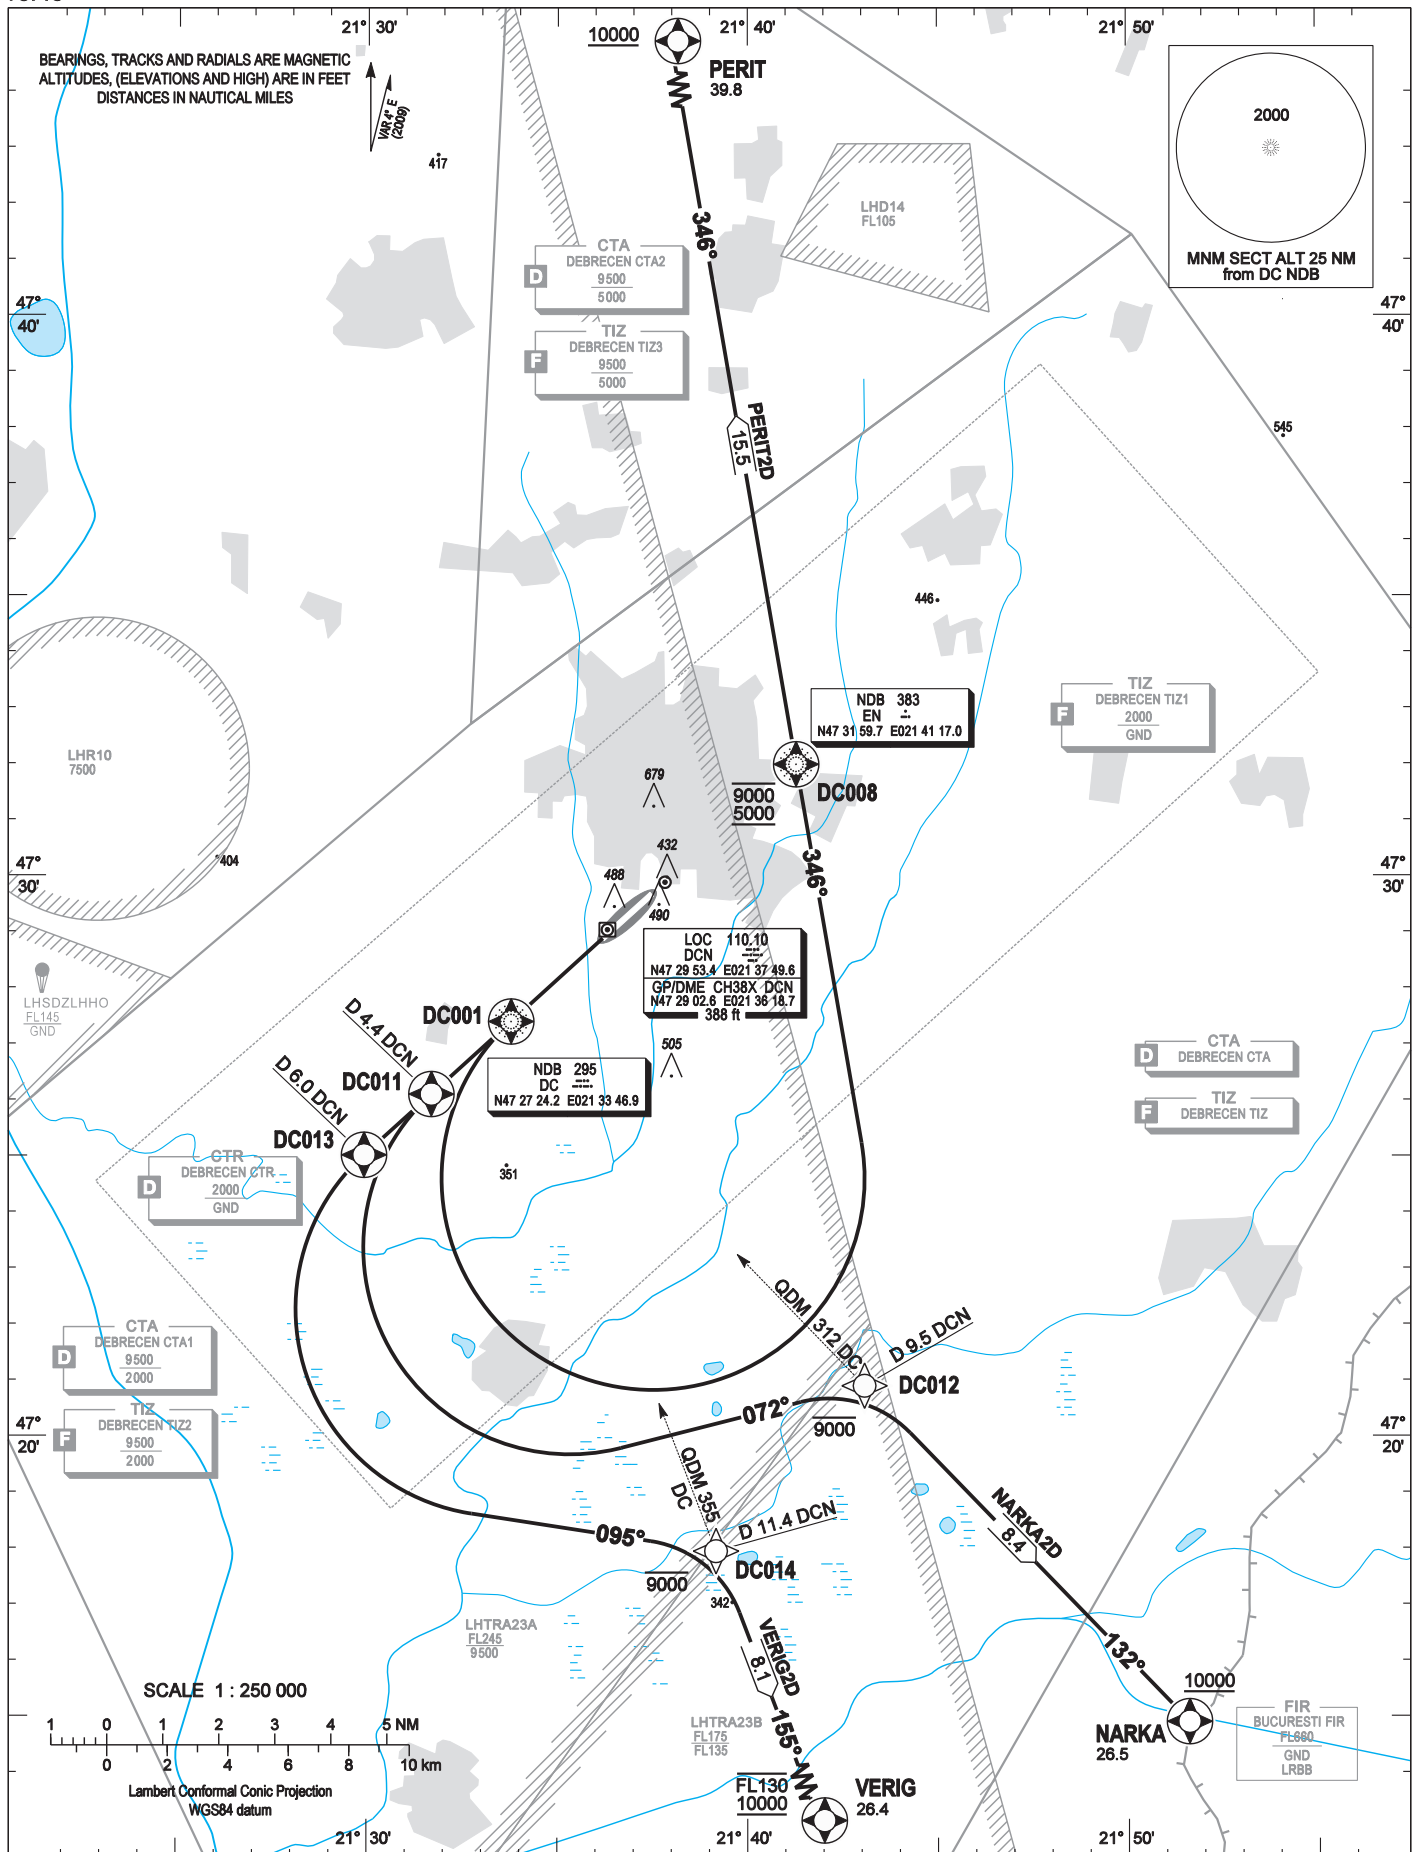 21° 30'
21° 40'
21° 50'
BEARINGS, TRACKS AND RADIALS ARE MAGNETIC
ALTITUDES, (ELEVATIONS AND HIGH) ARE IN FEET
DISTANCES IN NAUTICAL MILES
VAR 4° E
(2009)
10000
PERIT
39.8
2000
MNM SECT ALT 25 NM
from DC NDB
417
346°
LHD14
FL105
CTA
DEBRECEN CTA2
D
9500
5000
TIZ
DEBRECEN TIZ3
F
9500
5000
47°
40'
47°
40'
PERIT2D
15.5
545
446
NDB 383
EN
N47 31 59.7 E021 41 17.0
TIZ
DEBRECEN TIZ1
F
2000
GND
LHR10
7500
679
9000
5000
DC008
404
47°
30'
47°
30'
346°
432
488
490
LOC 110.10
DCN
N47 29 53.4 E021 37 49.6
GP/DME CH38X DCN
N47 29 02.6 E021 36 18.7
388 ft
LHSDZLHHO
FL145
GND
DC001
D 4.4 DCN
505
CTA
D
DEBRECEN CTA
TIZ
F
DEBRECEN TIZ
NDB 295
DC
N47 27 24.2 E021 33 46.9
DC011
D 6.0 DCN
DC013
351
CTR
DEBRECEN CTR
D
2000
GND
QDM 312 DC
D 9.5 DCN
DC012
CTA
DEBRECEN CTA1
D
9500
2000
TIZ
DEBRECEN TIZ2
F
9500
2000
47°
20'
47°
20'
072°
9000
QDM 355
DC
D 11.4 DCN
095°
DC014
9000
342
NARKA2D
8.4
LHTRA23A
FL245
9500
VERIG2D
8.1
132°
10000
NARKA
26.5
FIR
BUCURESTI FIR
FL660
GND
LRBB
LHTRA23B
FL175
FL135
155°
FL130
10000
VERIG
26.4
SCALE 1 : 250 000
1 0 1 2 3 4 5 NM
0 2 4 6 8 10 km
Lambert Conformal Conic Projection
WGS84 datum
21° 30'
21° 40'
21° 50'